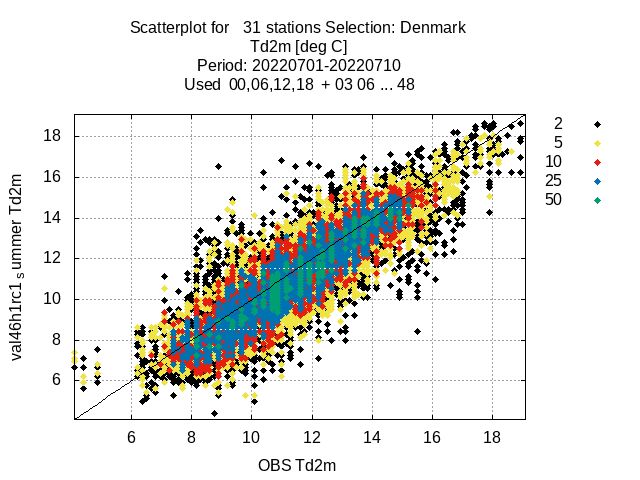 Scatterplot for   31 stations Selection: Denmark
Td2m [deg C]
Period: 20220701-20220710
Used  00,06,12,18  + 03 06 ... 48
2
5
10
25
50
18
16
14
12
10
8
6
val46h1rc1 s ummer Td2m
6 8 10 12 14 16 18
OBS Td2m